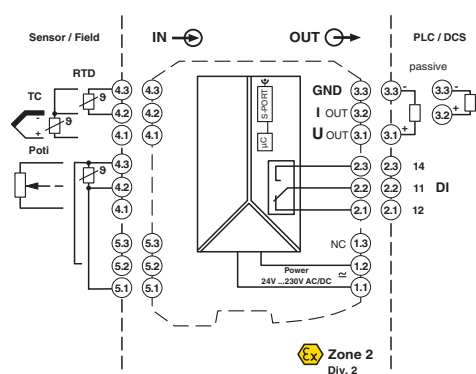 Sensor / Field
IN
OUT
PLC / DCS
RTD
TC
ϑ
ϑ
Poti
ϑ
-
+
4.3
4.2
4.1
4.3
4.2
4.1
5.3
5.2
5.1
4.3
4.2
4.1
5.3
5.2
5.1
S-PORT
µC
GND
I OUT
U OUT
3.3
3.2
3.1
2.3
2.2
2.1
NC 1.3
Power
24V ...230V AC/DC
≂
1.2
1.1
passive
3.3 -
3.1 +
3.3 -
3.2 +
2.3 14
2.2 11 DI
2.1 12
Ex Zone 2
Div. 2